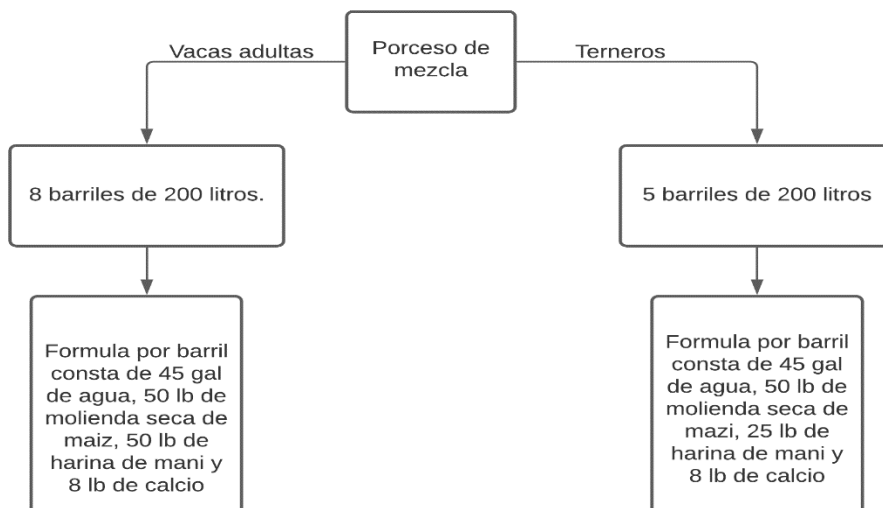 Vacas adultas
Porceso de
mezcla
Terneros
8 barriles de 200 litros.
5 barriles de 200 litros
Formula por barril
consta de 45 gal
de agua, 50 lb de
molienda seca de
maiz, 50 lb de
harina de mani y
8 lb de calcio
Formula por barril
consta de 45 gal
de agua, 50 lb de
molienda seca de
mazi, 25 lb de
harina de mani y
8 lb de calcio